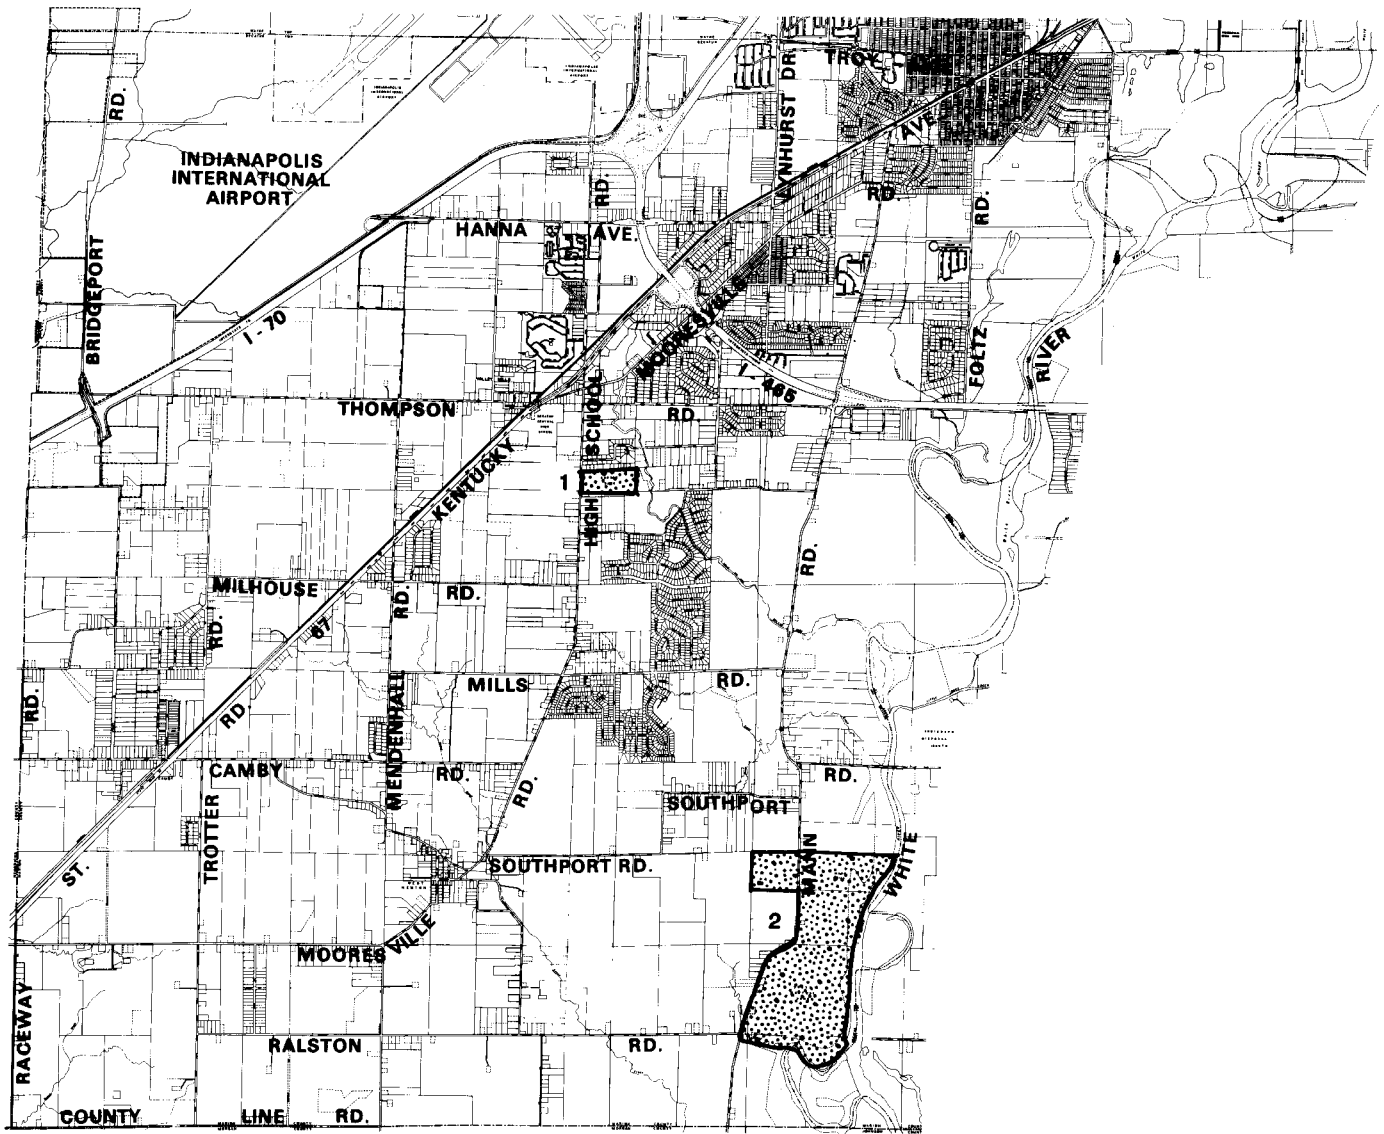 TROY
LYNHURST DR.
AVE.
RD.
INDIANAPOLIS
INTERNATIONAL
AIRPORT
RD.
RD.
RD.
HANNA
AVE.
BRIDGEPORT
I - 70
MOORESVILLE
I - 465
FOLTZ
RIVER
THOMPSON
RD.
HIGH SCHOOL
KENTUCKY
1
RD.
MILHOUSE
RD.
RD.
RD.
67
MILLS
RD.
RD.
RD.
MENDENHALL
CAMBY
RD.
RD.
RD.
SOUTHPORT
TROTTER
SOUTHPORT RD.
MANN
WHITE
ST.
2
MOORESVILLE
RACEWAY
RALSTON
RD.
COUNTY
LINE
RD.